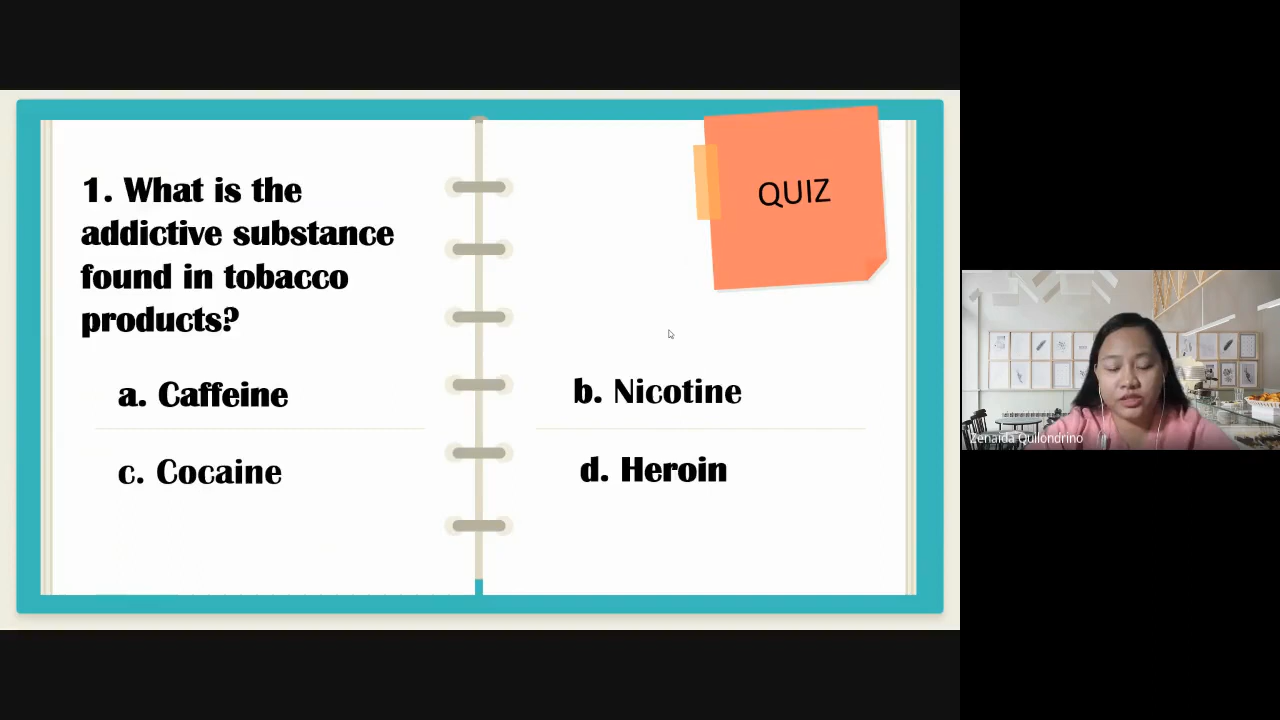 QUIZ
1. What is the
addictive substance
found in tobacco
products?
a. Caffeine
b. Nicotine
c. Cocaine
d. Heroin
Zenaida Quilondrino